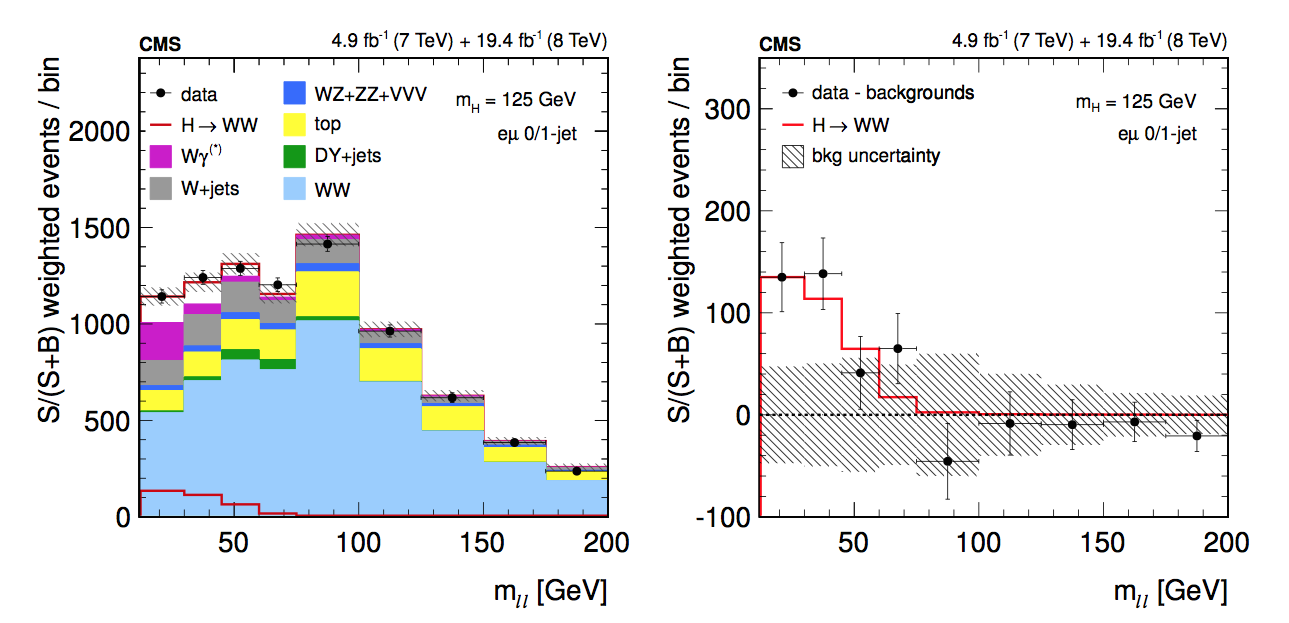 CMS
4.9 fb⁻¹ (7 TeV) + 19.4 fb⁻¹ (8 TeV)
S/(S+B) weighted events / bin
data
H → WW
Wγ⁽*⁾
W+jets
WZ+ZZ+VVV
top
DY+jets
WW
m_H = 125 GeV
eμ 0/1-jet
2000
1500
1000
500
0
50
100
150
200
m_ll [GeV]
CMS
4.9 fb⁻¹ (7 TeV) + 19.4 fb⁻¹ (8 TeV)
S/(S+B) weighted events / bin
data - backgrounds
H → WW
bkg uncertainty
m_H = 125 GeV
eμ 0/1-jet
300
200
100
0
-100
50
100
150
200
m_ll [GeV]